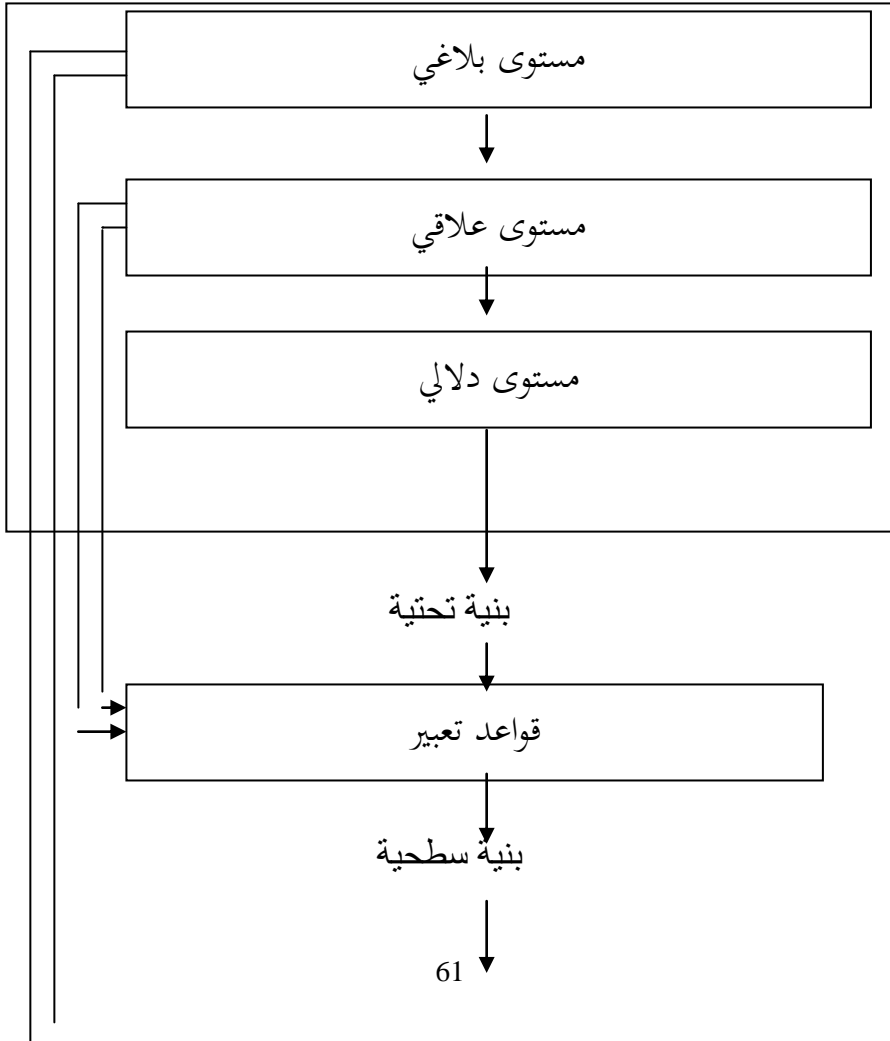 مستوى بلاغي
مستوى علاقي
مستوى دلالي
بنية تحتية
قواعد تعبير
بنية سطحية
61